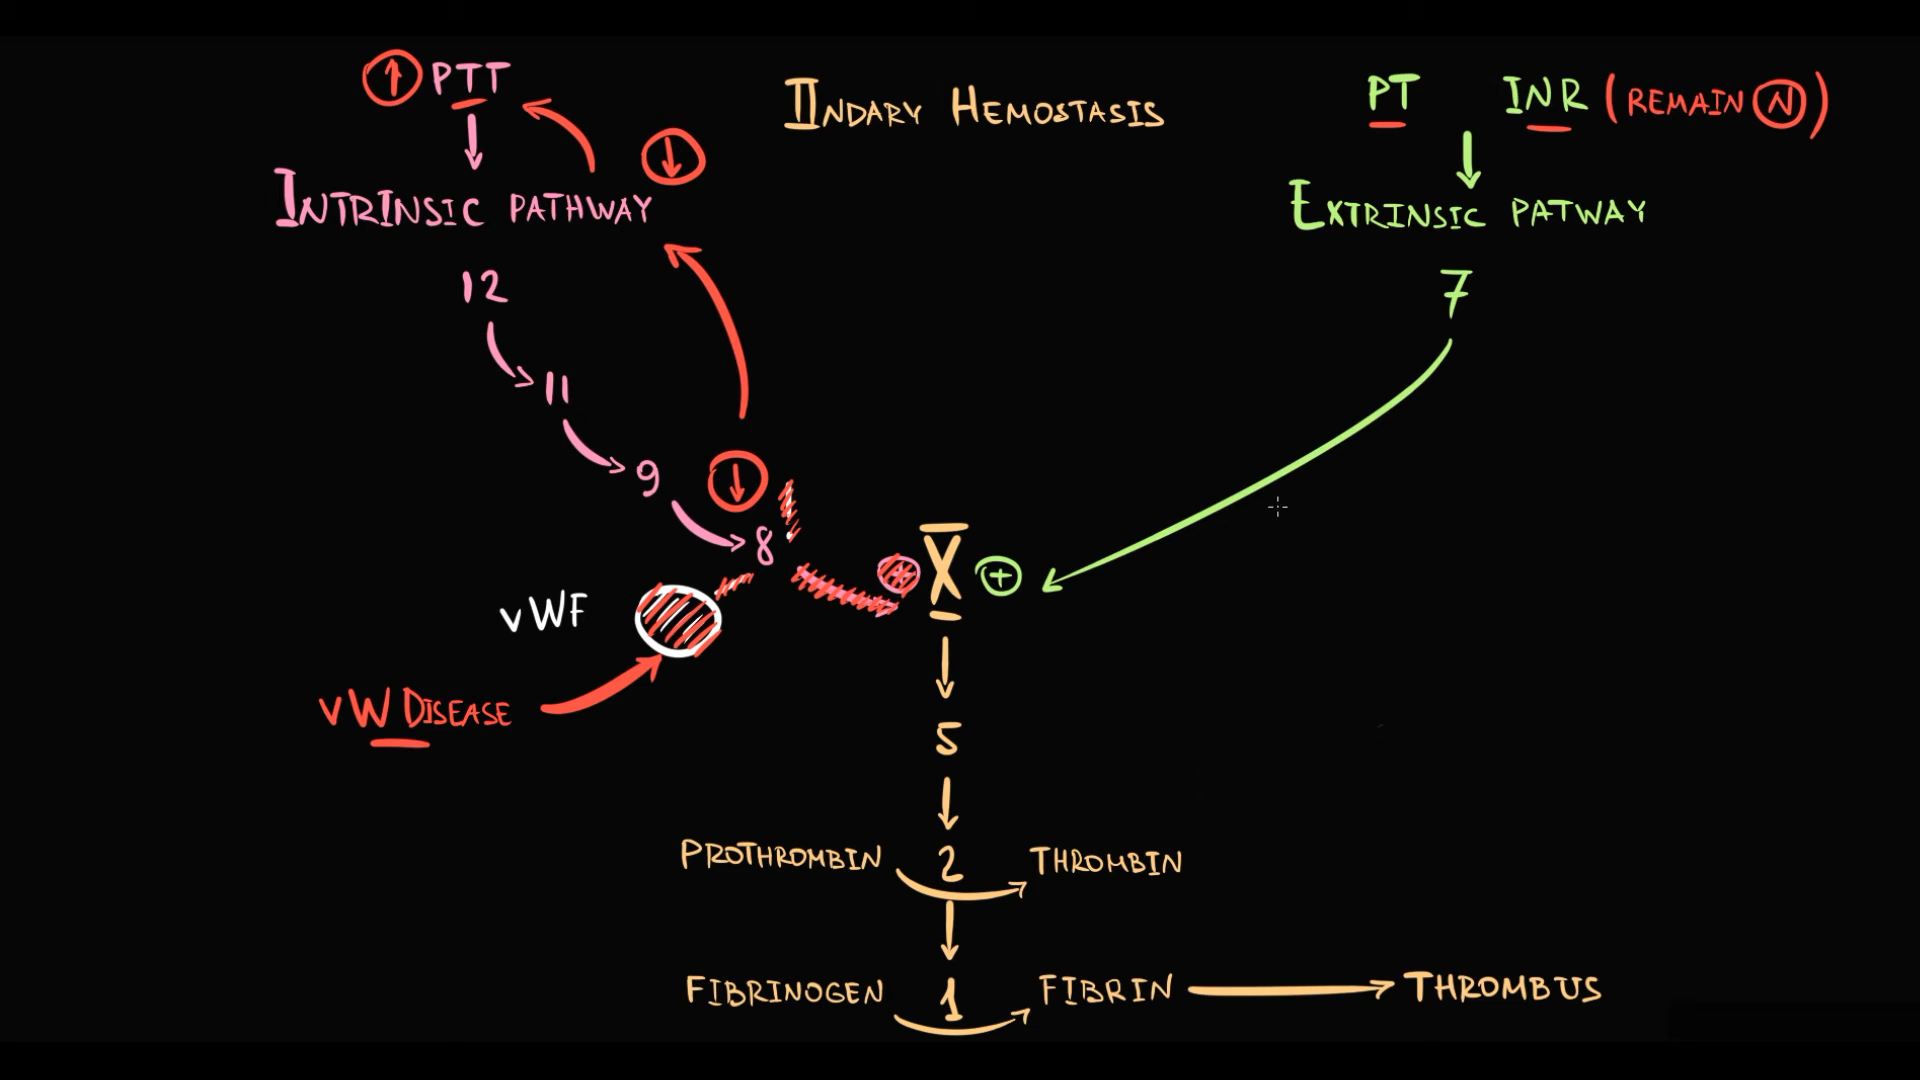 PTT
IINDARY HEMOSTASIS
PT INR (REMAIN N)
INTRINSIC PATHWAY
EXTRINSIC PATWAY
12
7
11
9
8
X
+
vWF
vW DISEASE
5
PROTHROMBIN 2 THROMBIN
FIBRINOGEN 1 FIBRIN THROMBUS